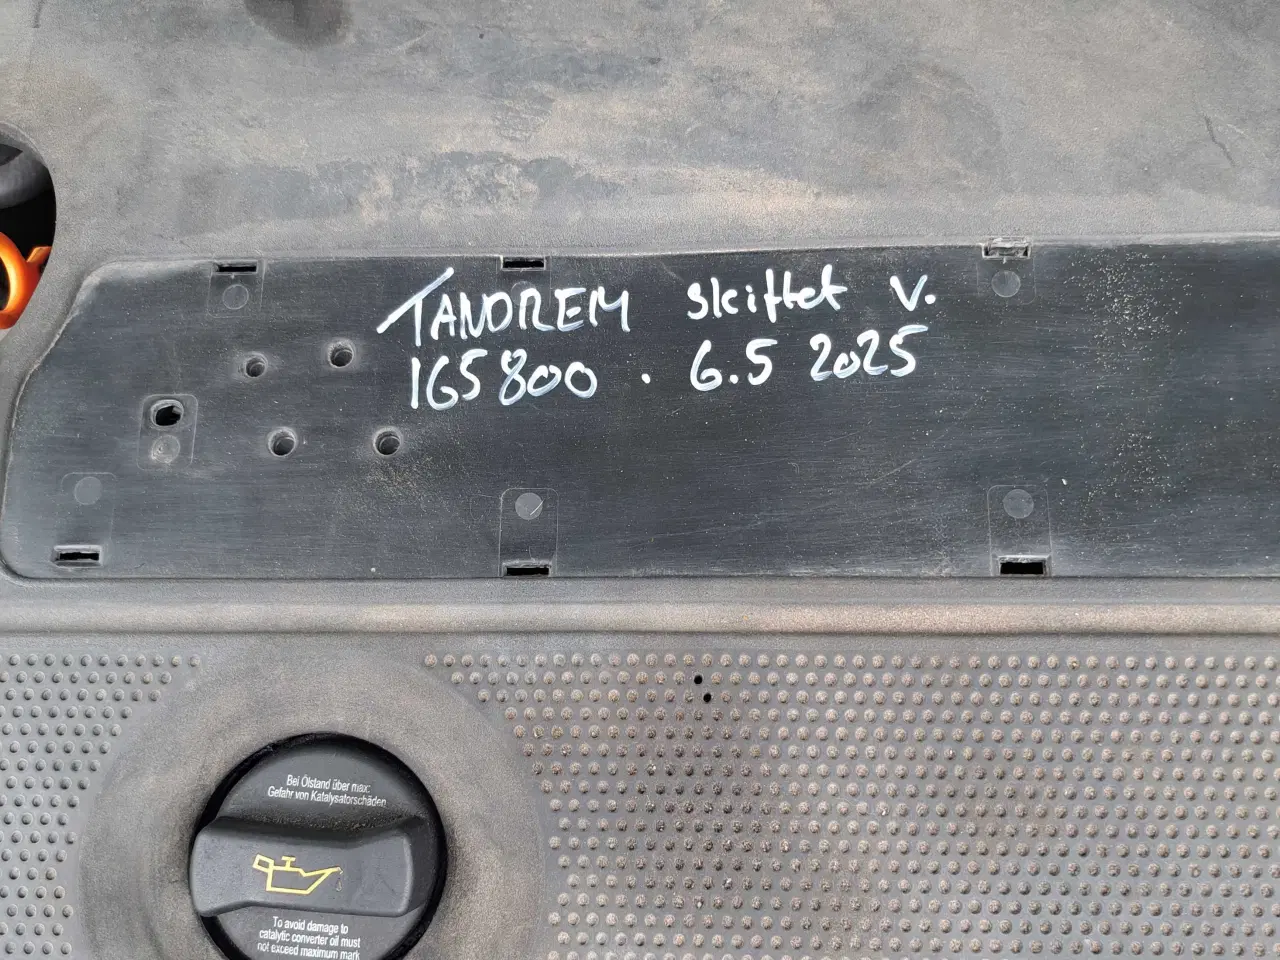 TANDREM skiftet v.
165800 . 6.5 2025
Bei Ölstand über max:
Gefahr von Katalysatorschäden
To avoid damage to
catalytic converter oil must
not exceed maximum mark